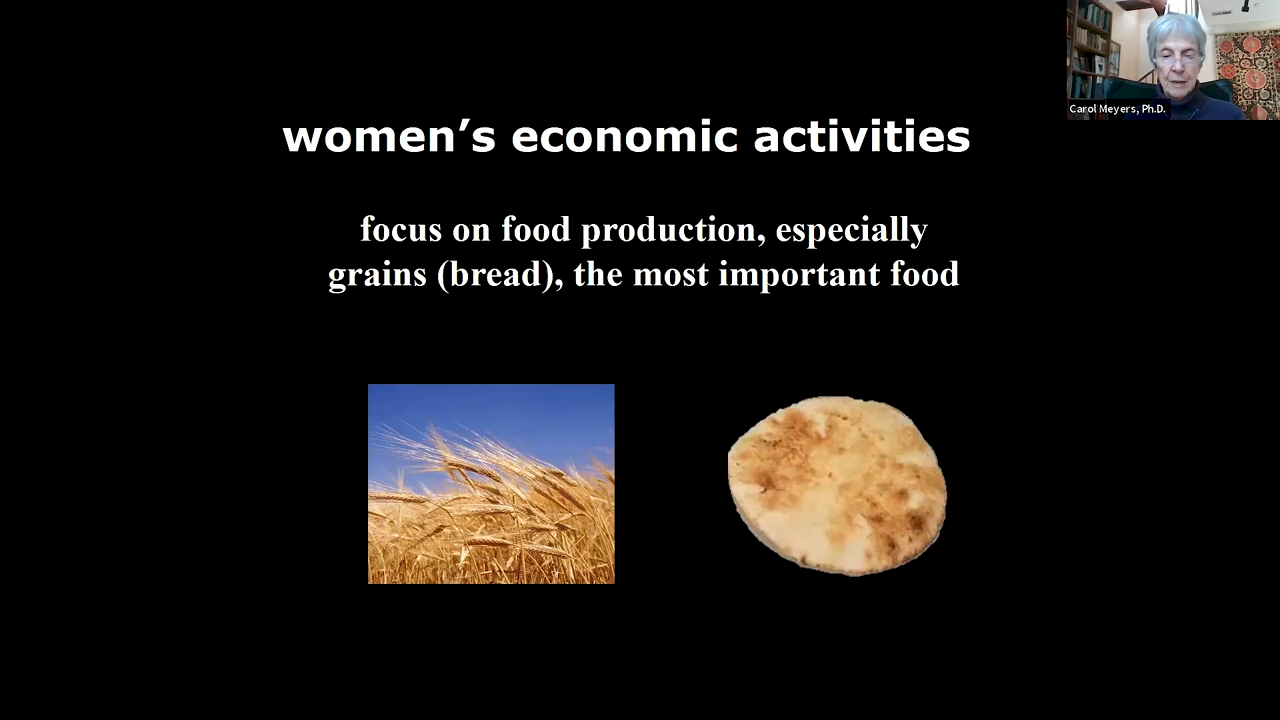 women’s economic activities
focus on food production, especially
grains (bread), the most important food
Carol Meyers, Ph.D.